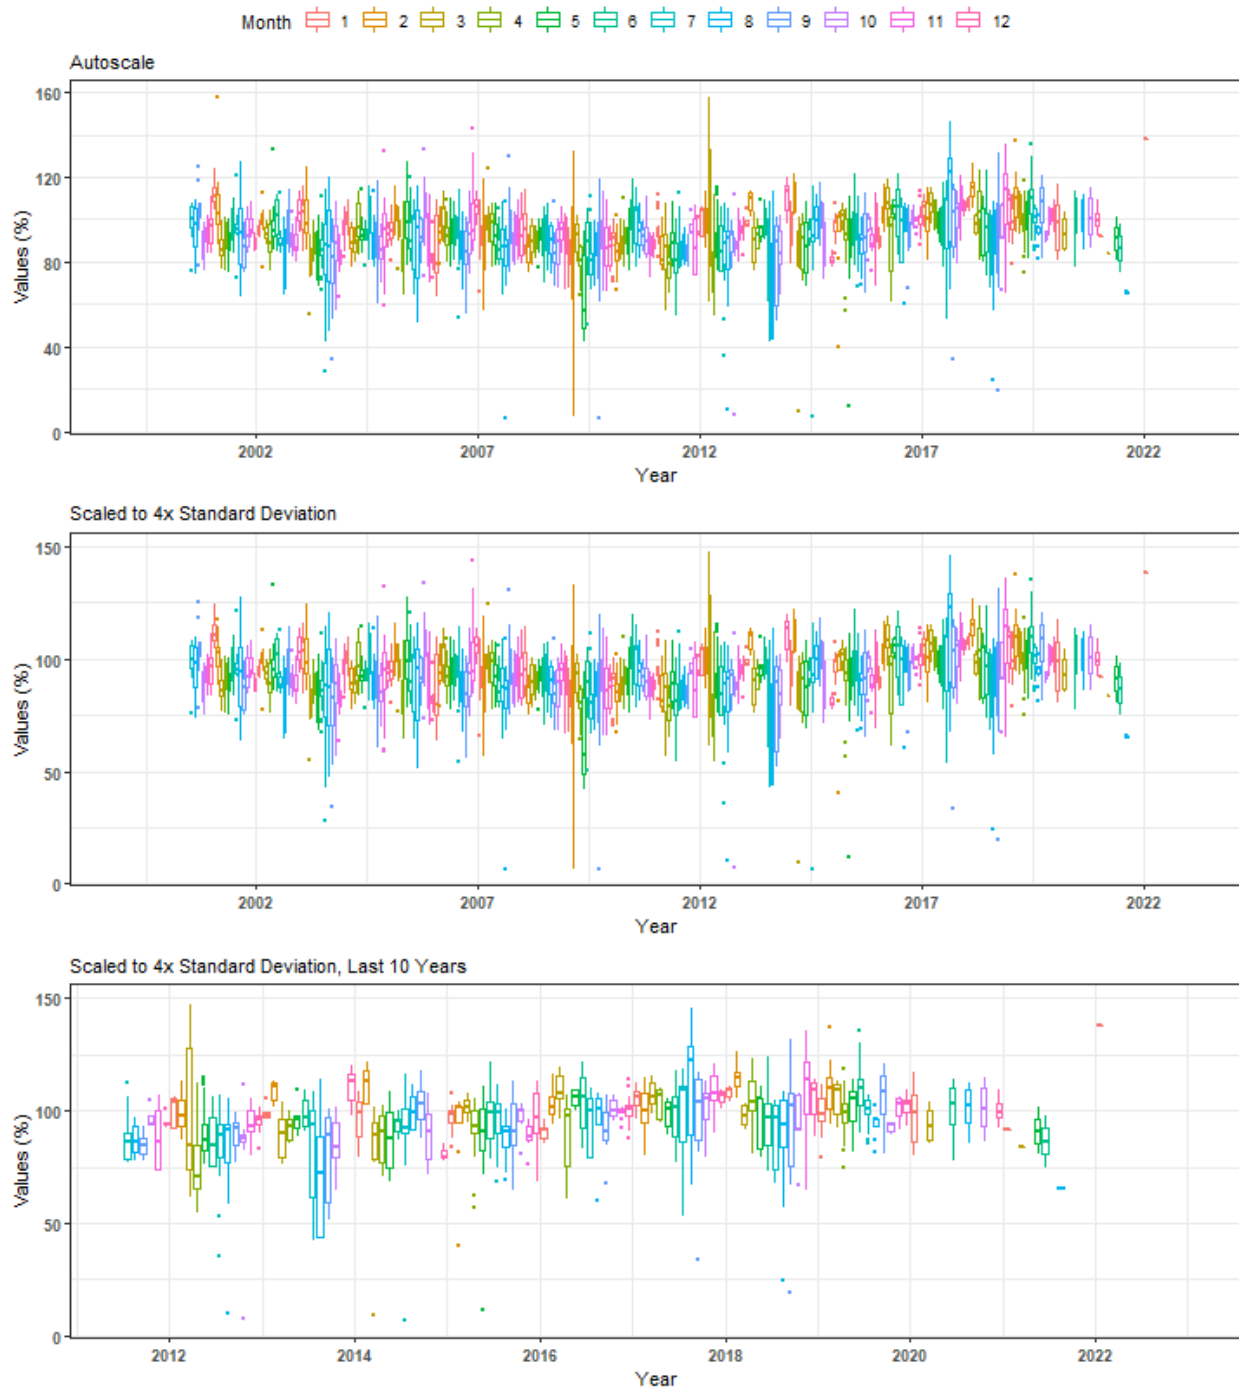 Month 1 2 3 4 5 6 7 8 9 10 11 12
Autoscale
160
120
80
40
0
Values (%)
2002 2007 2012 2017 2022
Year
Scaled to 4x Standard Deviation
150
100
50
0
Values (%)
2002 2007 2012 2017 2022
Year
Scaled to 4x Standard Deviation, Last 10 Years
150
100
50
0
Values (%)
2012 2014 2016 2018 2020 2022
Year